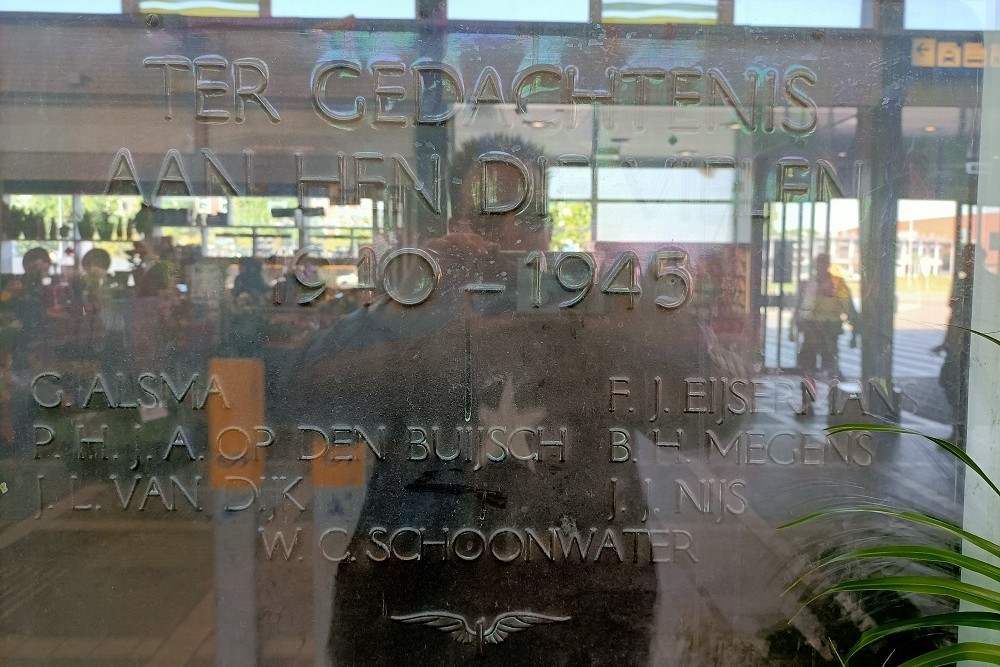 TER GEDACHTENIS
AAN HEN DIE VIELEN
1940 – 1945
G. ALSMA
P. H. J. A. OP DEN BUIJSCH
J. L. VAN DIJK
F. J. EIJSERMANS
B. H. MEGENS
J. J. NIJS
W. C. SCHOONWATER